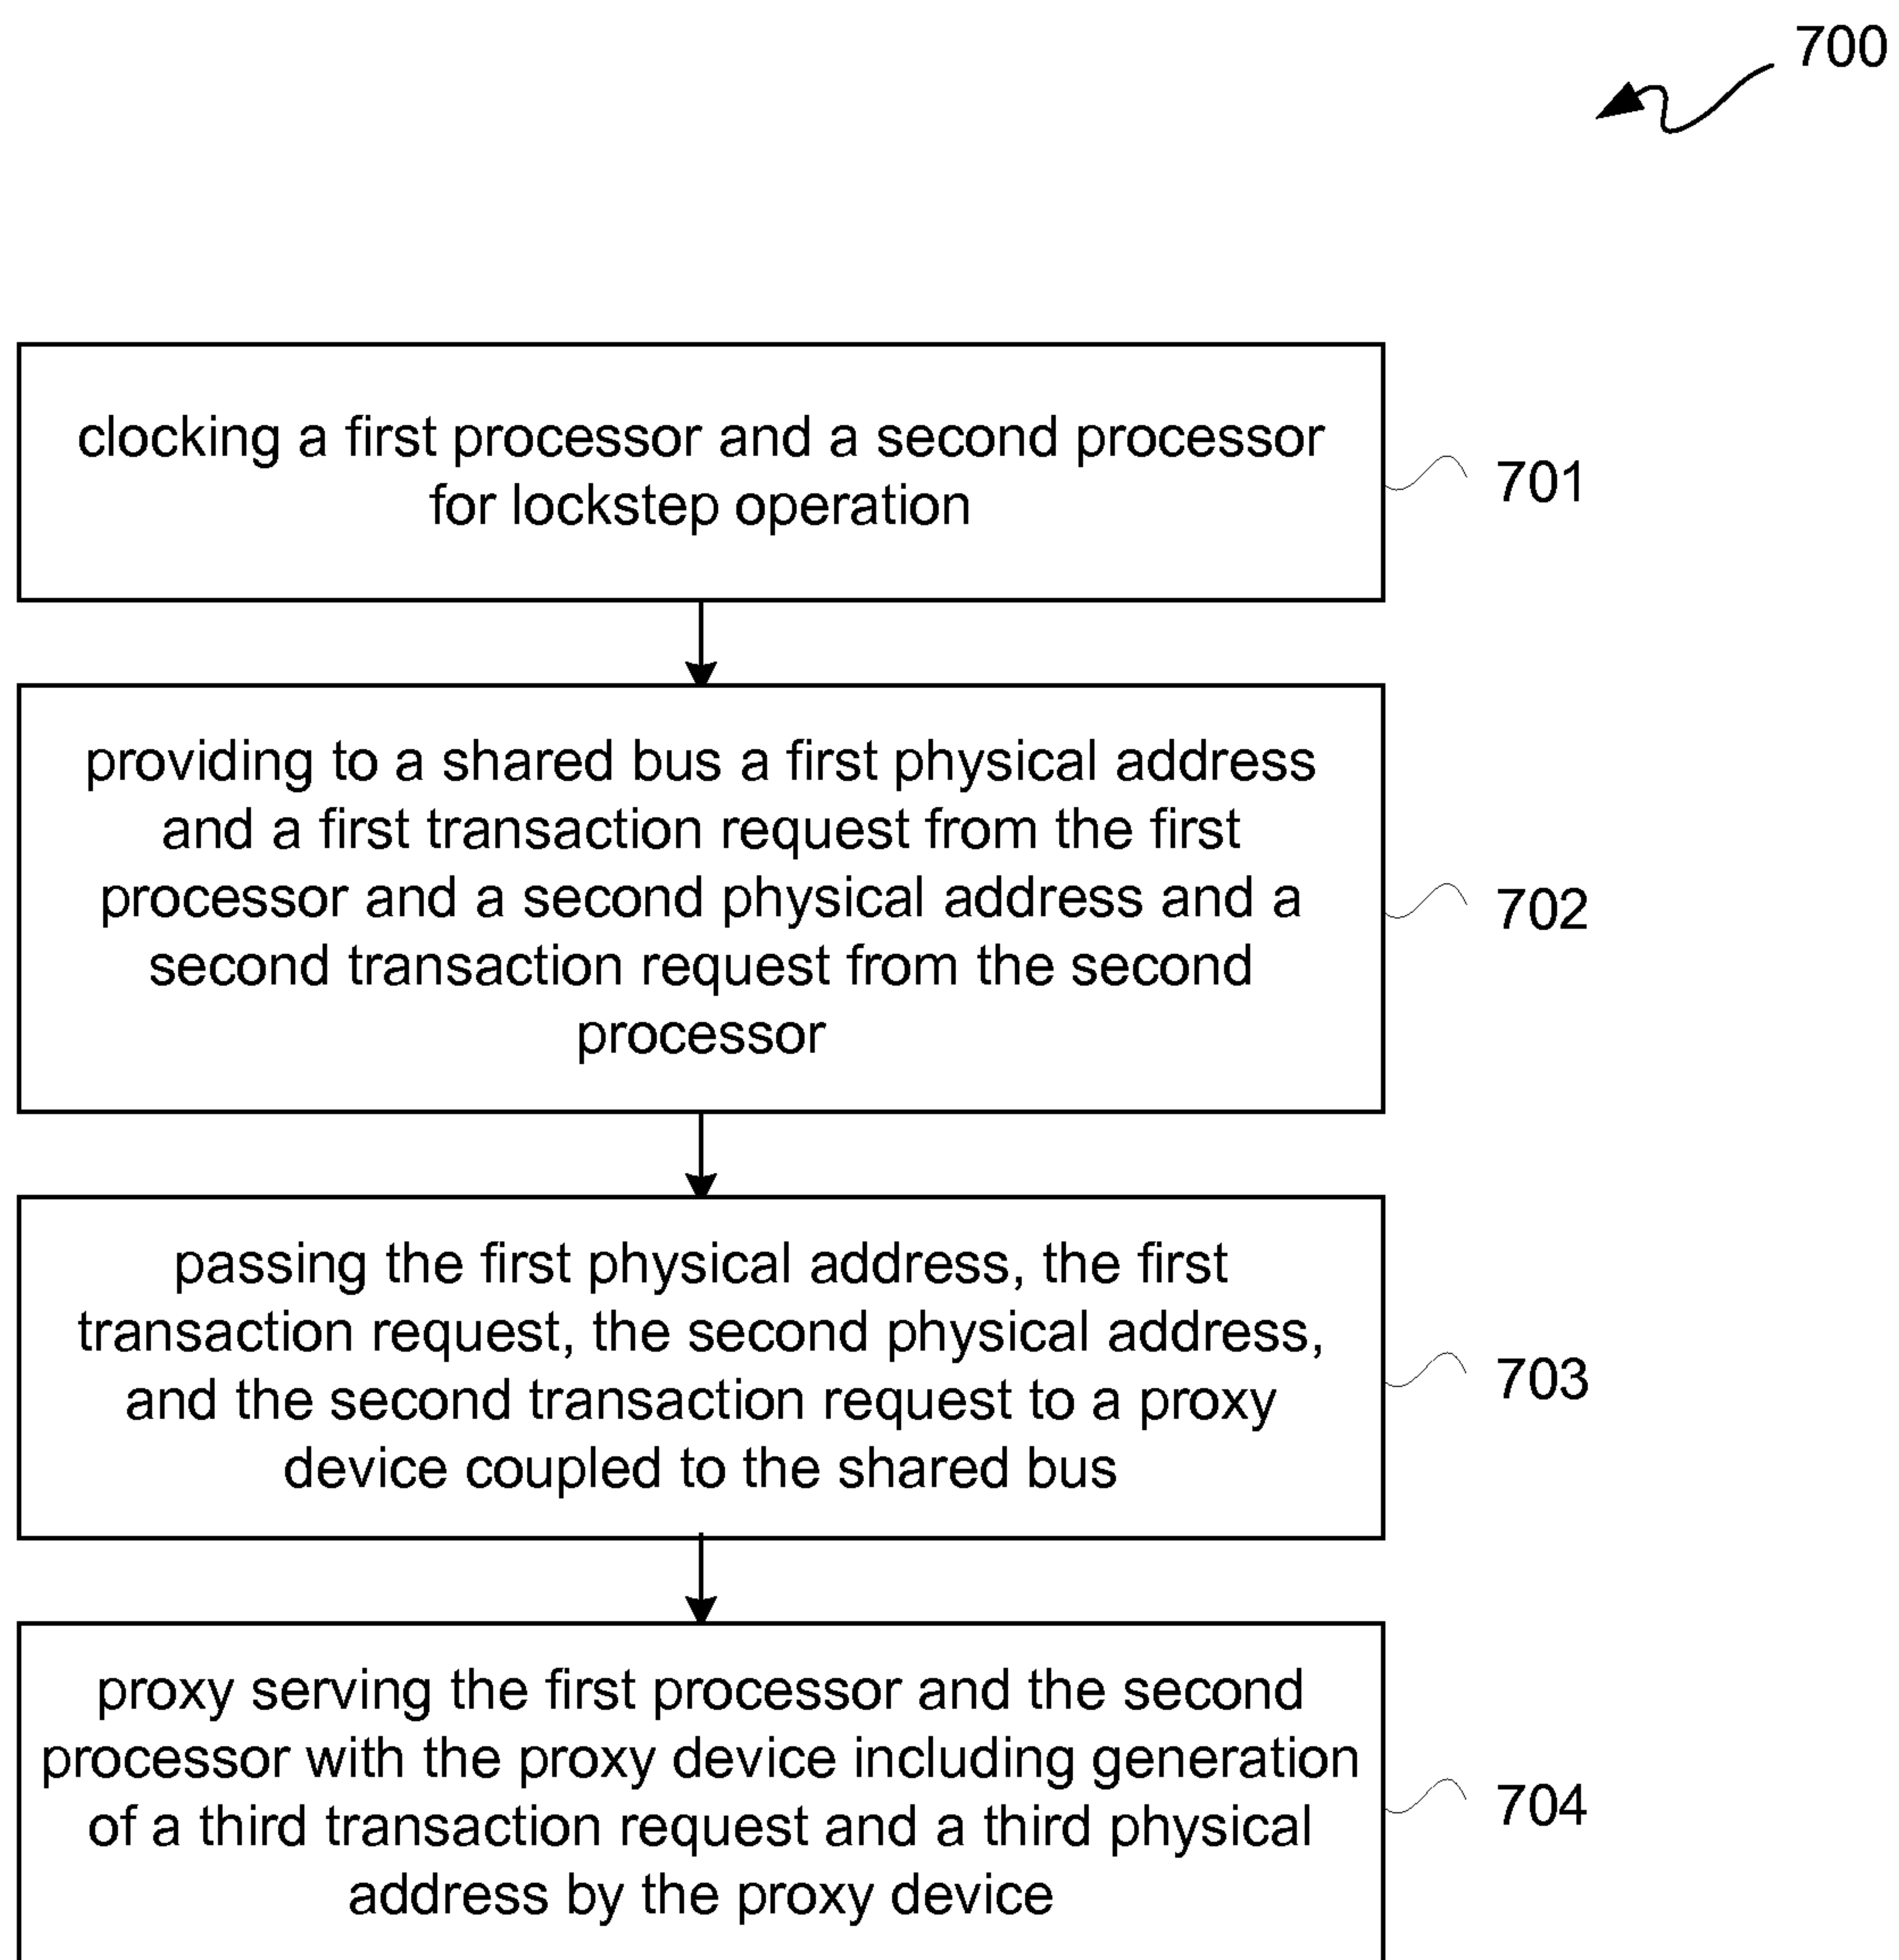 700
clocking a first processor and a second processor
for lockstep operation
701
providing to a shared bus a first physical address
and a first transaction request from the first
processor and a second physical address and a
second transaction request from the second
processor
702
passing the first physical address, the first
transaction request, the second physical address,
and the second transaction request to a proxy
device coupled to the shared bus
703
proxy serving the first processor and the second
processor with the proxy device including generation
of a third transaction request and a third physical
address by the proxy device
704